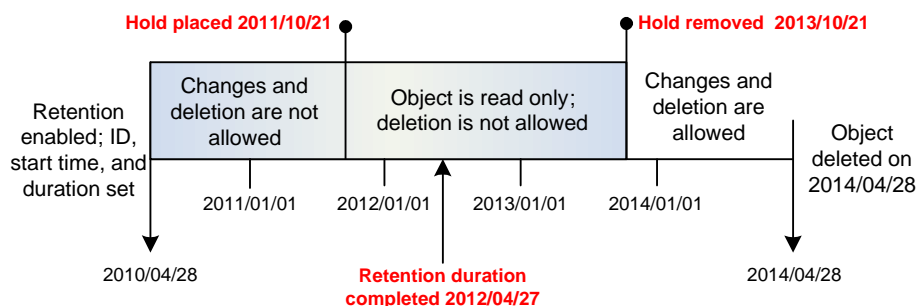 Hold placed 2011/10/21
Hold removed  2013/10/21
Retention
enabled; ID,
start time, and
duration set
Changes and
deletion are not
allowed
Object is read only;
deletion is not allowed
Changes and
deletion are
allowed
Object
deleted on
2014/04/28
2011/01/01
2012/01/01
2013/01/01
2014/01/01
2010/04/28
Retention duration
completed 2012/04/27
2014/04/28